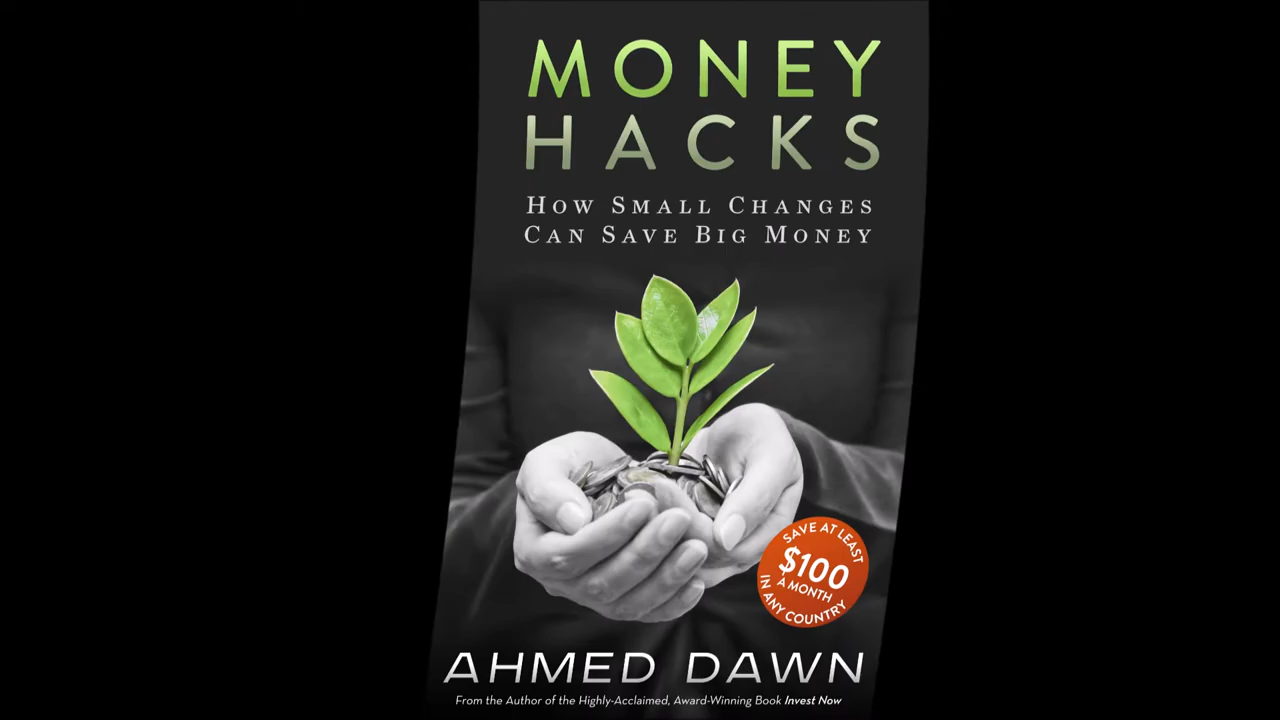 MONEY
HACKS
HOW SMALL CHANGES
CAN SAVE BIG MONEY
SAVE AT LEAST
$100
A MONTH
IN ANY COUNTRY
AHMED DAWN
From the Author of the Highly-Acclaimed, Award-Winning Book Invest Now